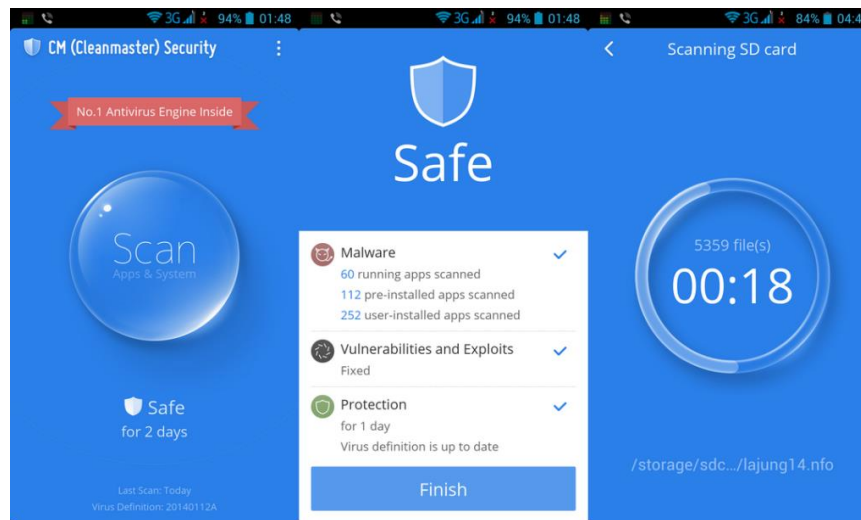 3G 94% 01:48
CM (Cleanmaster) Security
No.1 Antivirus Engine Inside
Scan
Apps & System
Safe
for 2 days
Last Scan: Today
Virus Definition: 20140112A
3G 94% 01:48
Safe
Malware
60 running apps scanned
112 pre-installed apps scanned
252 user-installed apps scanned
Vulnerabilities and Exploits
Fixed
Protection
for 1 day
Virus definition is up to date
Finish
3G 84% 04:4
Scanning SD card
5359 file(s)
00:18
/storage/sdc.../lajung14.nfo